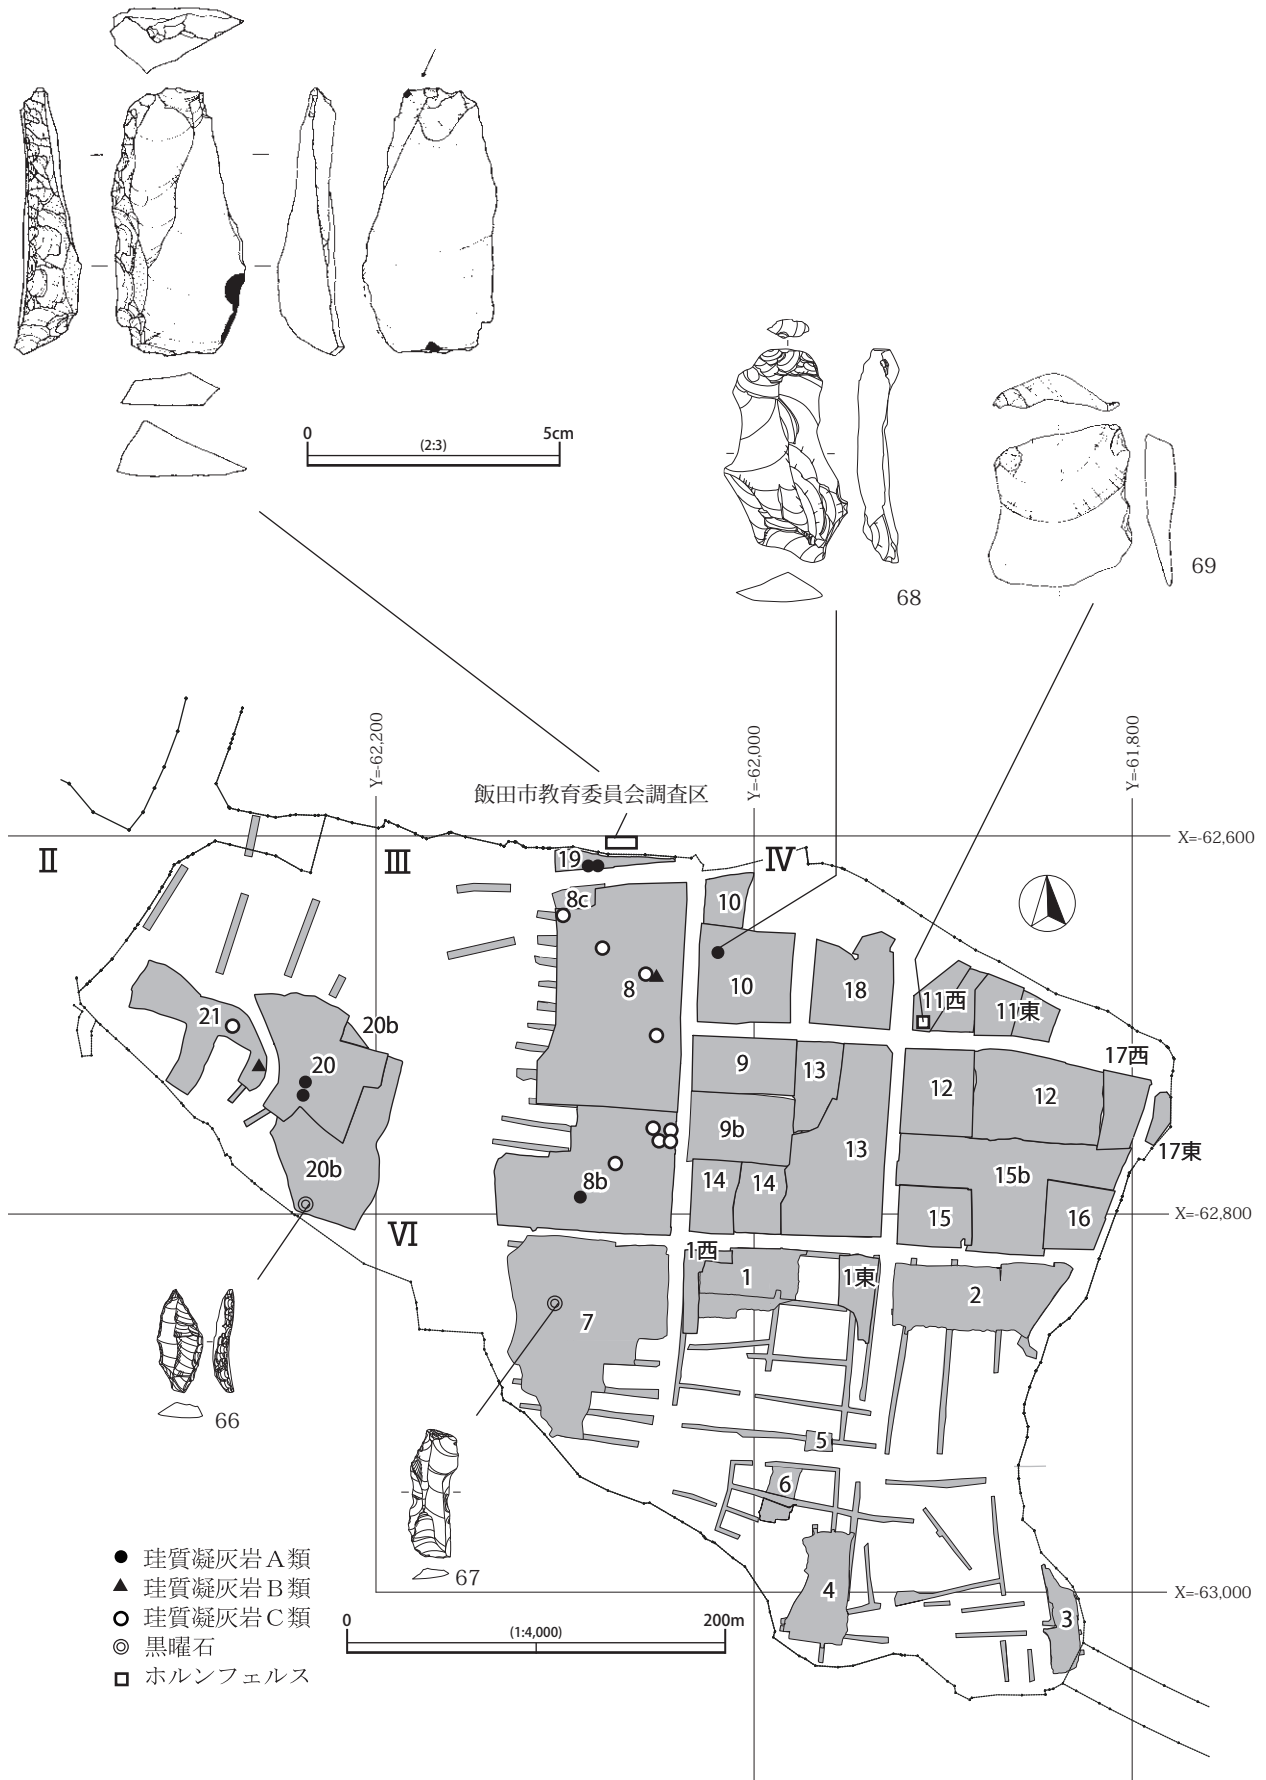 0 5cm
(2:3)
68
69
Y=-62,200
Y=-62,000
Y=-61,800
飯田市教育委員会調査区
X=-62,600
Ⅱ
Ⅲ
Ⅳ
19
8c
10
8
10
18
11西
11東
21
20b
20
9
13
12
12
17西
9b
13
17東
20b
8b
14
14
15b
15
16
X=-62,800
Ⅵ
1西
1
1東
2
7
66
5
6
67
4
3
X=-63,000
珪質凝灰岩A類
珪質凝灰岩B類
珪質凝灰岩C類
黒曜石
ホルンフェルス
0 200m
(1:4,000)